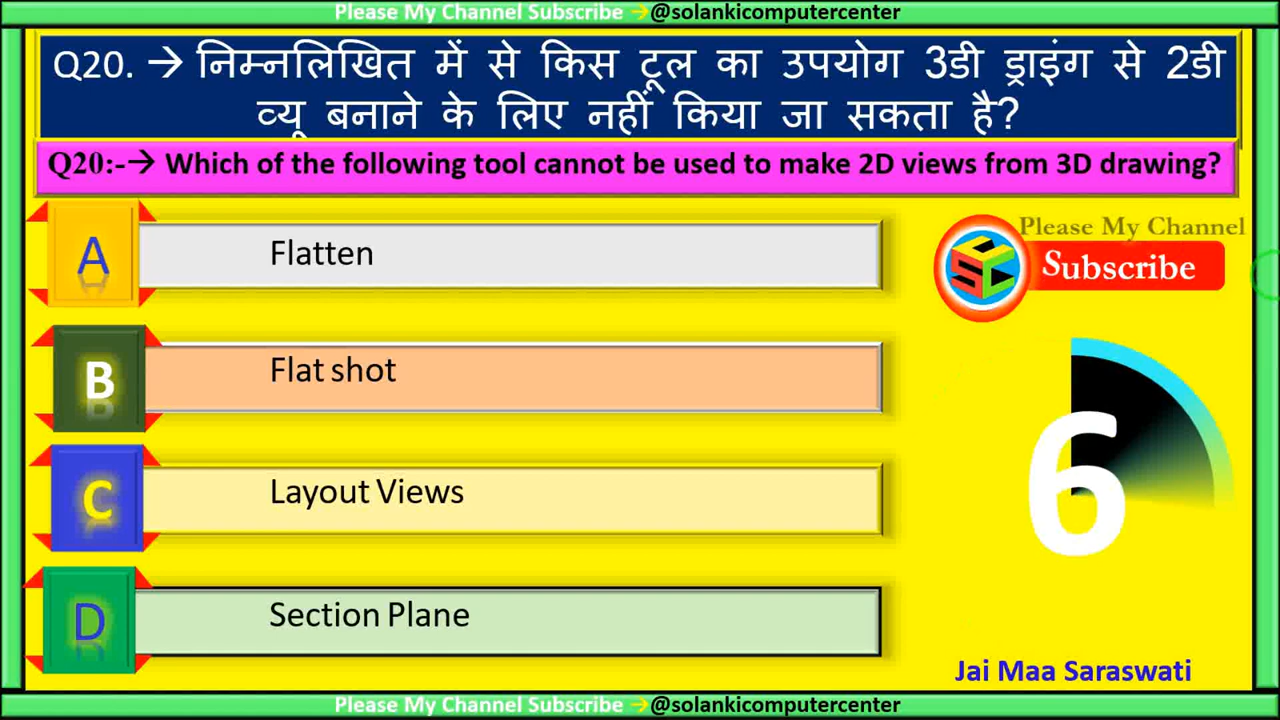 Please My Channel Subscribe →@solankicomputercenter
Q20. → निम्नलिखित में से किस टूल का उपयोग 3डी ड्राइंग से 2डी
व्यू बनाने के लिए नहीं किया जा सकता है?
Q20:-→ Which of the following tool cannot be used to make 2D views from 3D drawing?
A Flatten
Please My Channel
SCC Subscribe
B Flat shot
6
C Layout Views
D Section Plane
Jai Maa Saraswati
Please My Channel Subscribe →@solankicomputercenter